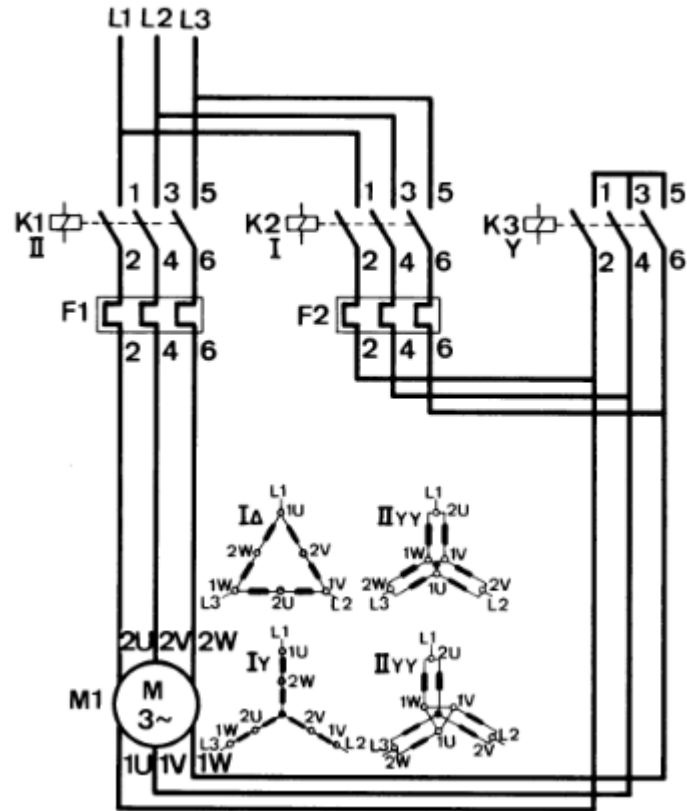 L1 L2 L3
1 3 5
K1
II
2 4 6
1 3 5
K2
I
2 4 6
1 3 5
K3
Y
2 4 6
F1
2 4 6
F2
2 4 6
L1
IΔ 1U
2W 2V
1W 1V
L3 2U L2
L1
IIYY 2U
1W 1V
2W 1U 2V
L3 L2
L1
IY 1U
2W
1W 2U 2V 1V
L3 L2
L1
IIYY 2U
1W 1V
L3 1U L2
2W 2V
2U 2V 2W
M1 M
3~
1U 1V 1W